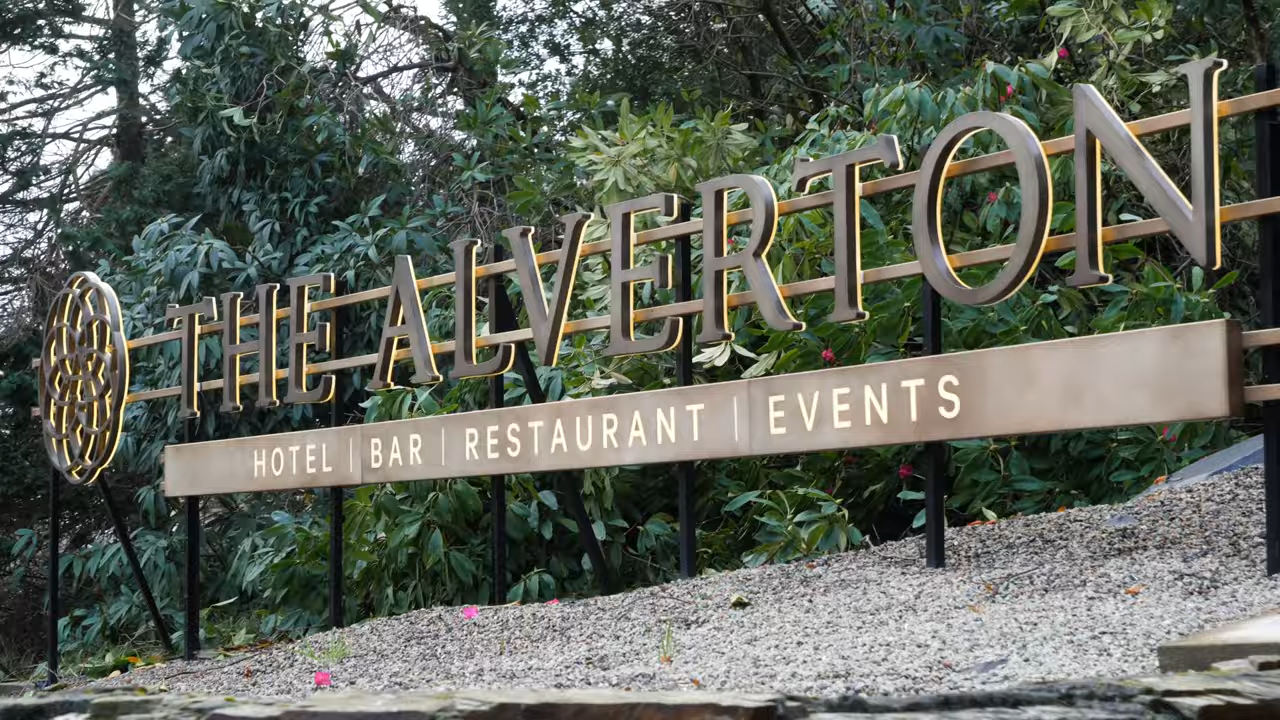 THE ALVERTON
HOTEL | BAR | RESTAURANT | EVENTS